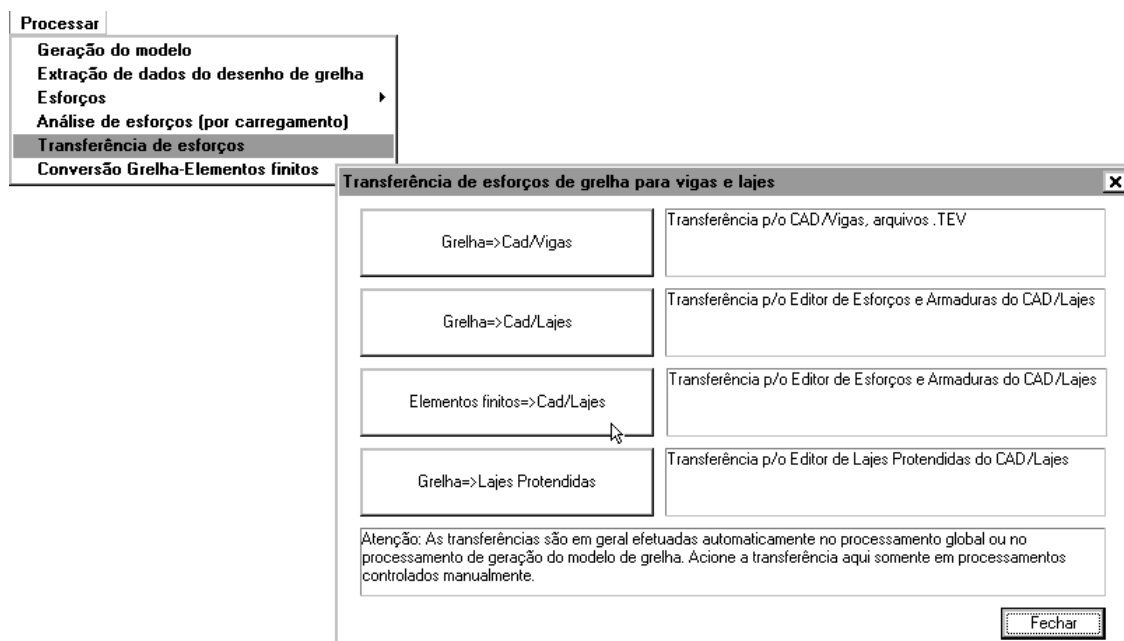 Processar
Geração do modelo
Extração de dados do desenho de grelha
Esforços
Análise de esforços (por carregamento)
Transferência de esforços
Conversão Grelha-Elementos finitos
Transferência de esforços de grelha para vigas e lajes
Grelha=>Cad/Vigas
Transferência p/o CAD/Vigas, arquivos .TEV
Grelha=>Cad/Lajes
Transferência p/o Editor de Esforços e Armaduras do CAD/Lajes
Elementos finitos=>Cad/Lajes
Transferência p/o Editor de Esforços e Armaduras do CAD/Lajes
Grelha=>Lajes Protendidas
Transferência p/o Editor de Lajes Protendidas do CAD/Lajes
Atenção: As transferências são em geral efetuadas automaticamente no processamento global ou no
processamento de geração do modelo de grelha. Acione a transferência aqui somente em processamentos
controlados manualmente.
Fechar